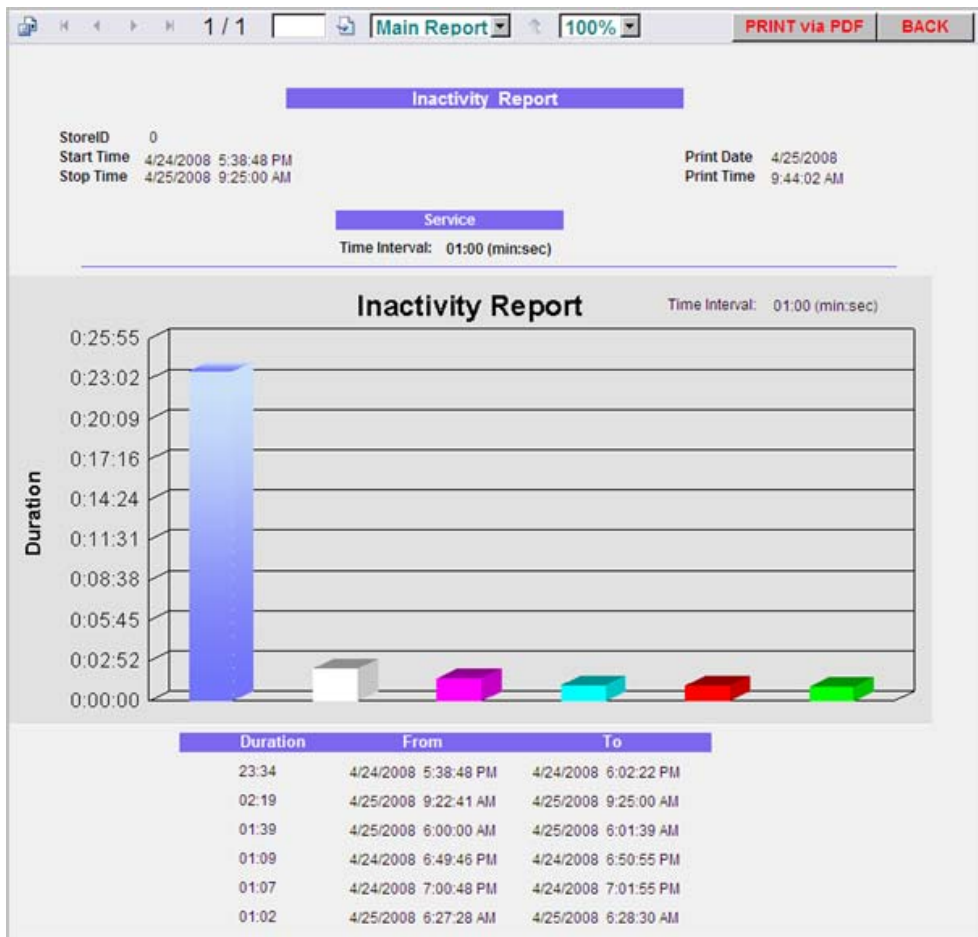 1 / 1 Main Report 100% PRINT via PDF BACK
Inactivity Report
StoreID 0
Start Time 4/24/2008 5:38:48 PM Print Date 4/25/2008
Stop Time 4/25/2008 9:25:00 AM Print Time 9:44:02 AM
Service
Time Interval: 01:00 (min:sec)
Inactivity Report Time Interval: 01:00 (min:sec)
0:25:55
0:23:02
0:20:09
0:17:16
0:14:24
0:11:31
0:08:38
0:05:45
0:02:52
0:00:00
Duration
Duration From To
23:34 4/24/2008 5:38:48 PM 4/24/2008 6:02:22 PM
02:19 4/25/2008 9:22:41 AM 4/25/2008 9:25:00 AM
01:39 4/25/2008 6:00:00 AM 4/25/2008 6:01:39 AM
01:09 4/24/2008 6:49:46 PM 4/24/2008 6:50:55 PM
01:07 4/24/2008 7:00:48 PM 4/24/2008 7:01:55 PM
01:02 4/25/2008 6:27:28 AM 4/25/2008 6:28:30 AM